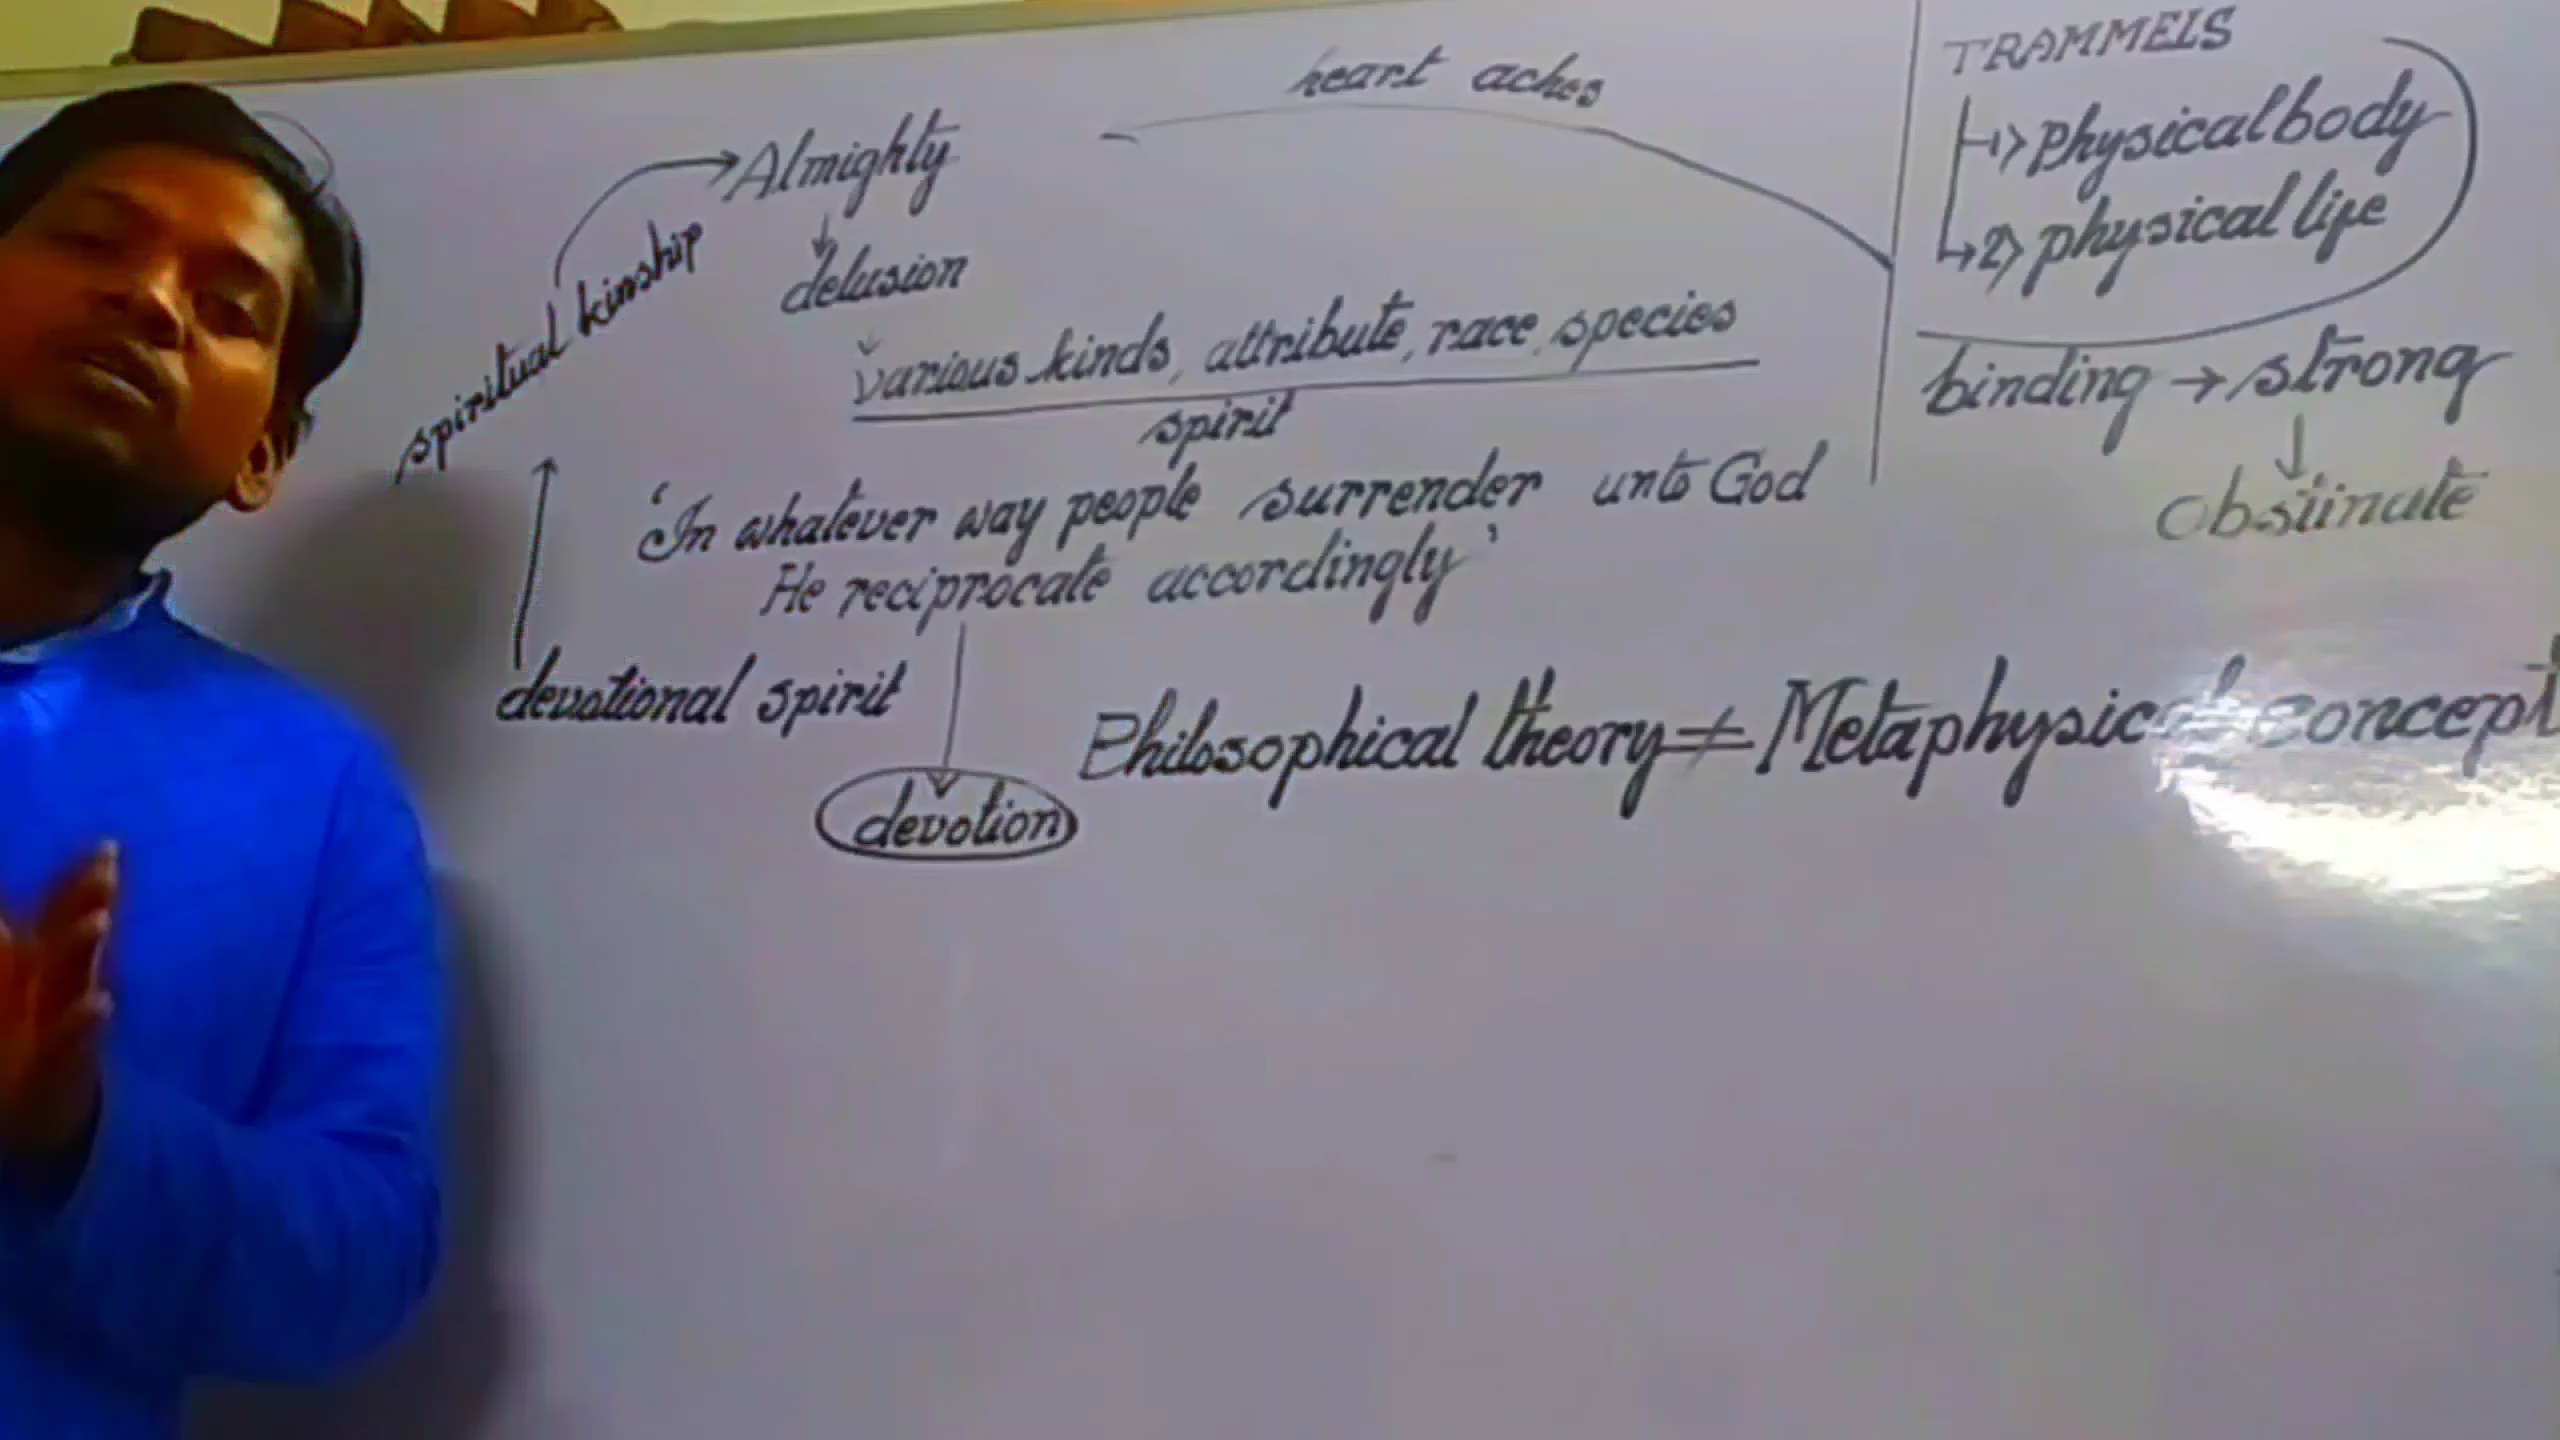 heart aches
Almighty
spiritual kinship
delusion
various kinds, attribute, race, species
spirit
'In whatever way people surrender unto God
He reciprocate accordingly'
devotional spirit
devotion
Philosophical theory ≠ Metaphysical concept
TRAMMELS
1> Physical body
2> physical life
binding → strong
Obstinate